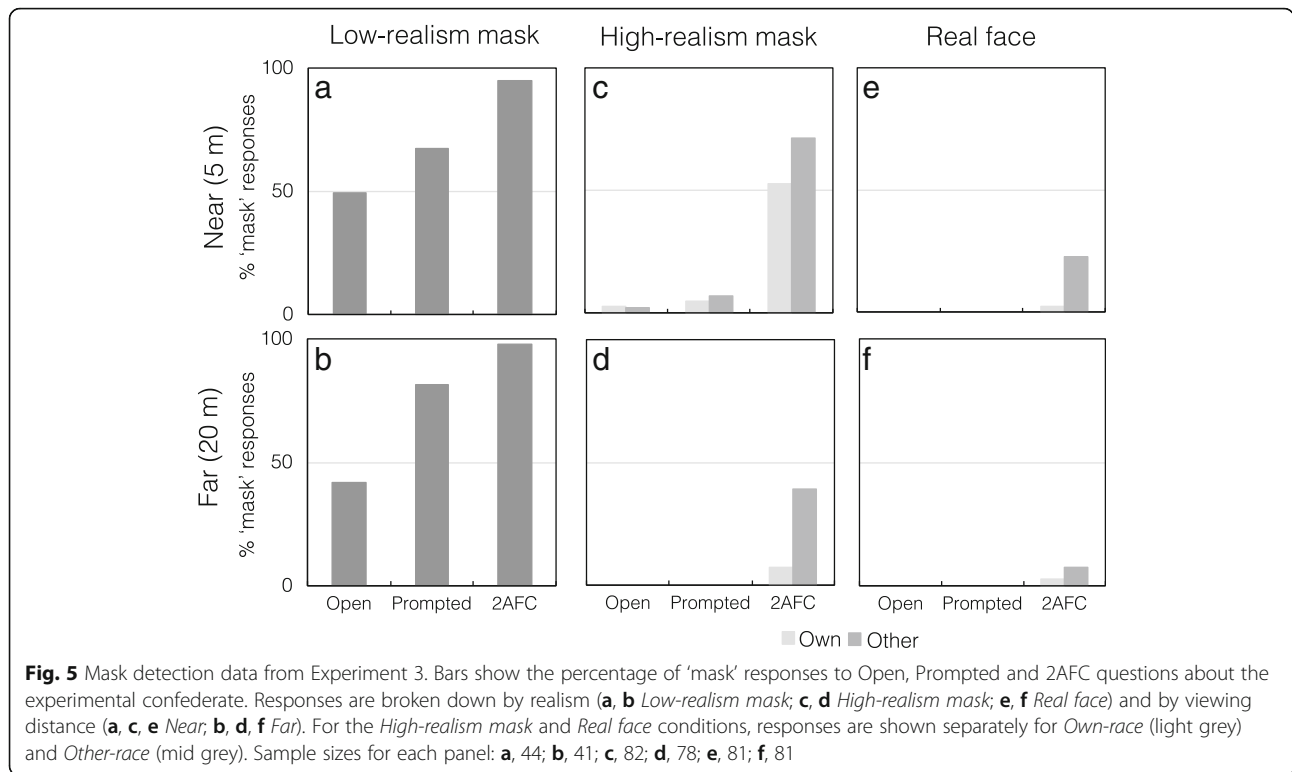 Low-realism mask High-realism mask Real face
Near (5 m)
% 'mask' responses
100
50
0
a
c
e
Far (20 m)
% 'mask' responses
100
50
0
b
d
f
Open Prompted 2AFC Open Prompted 2AFC Open Prompted 2AFC
Own Other
Fig. 5 Mask detection data from Experiment 3. Bars show the percentage of ‘mask’ responses to Open, Prompted and 2AFC questions about the
experimental confederate. Responses are broken down by realism (a, b Low-realism mask; c, d High-realism mask; e, f Real face) and by viewing
distance (a, c, e Near; b, d, f Far). For the High-realism mask and Real face conditions, responses are shown separately for Own-race (light grey)
and Other-race (mid grey). Sample sizes for each panel: a, 44; b, 41; c, 82; d, 78; e, 81; f, 81